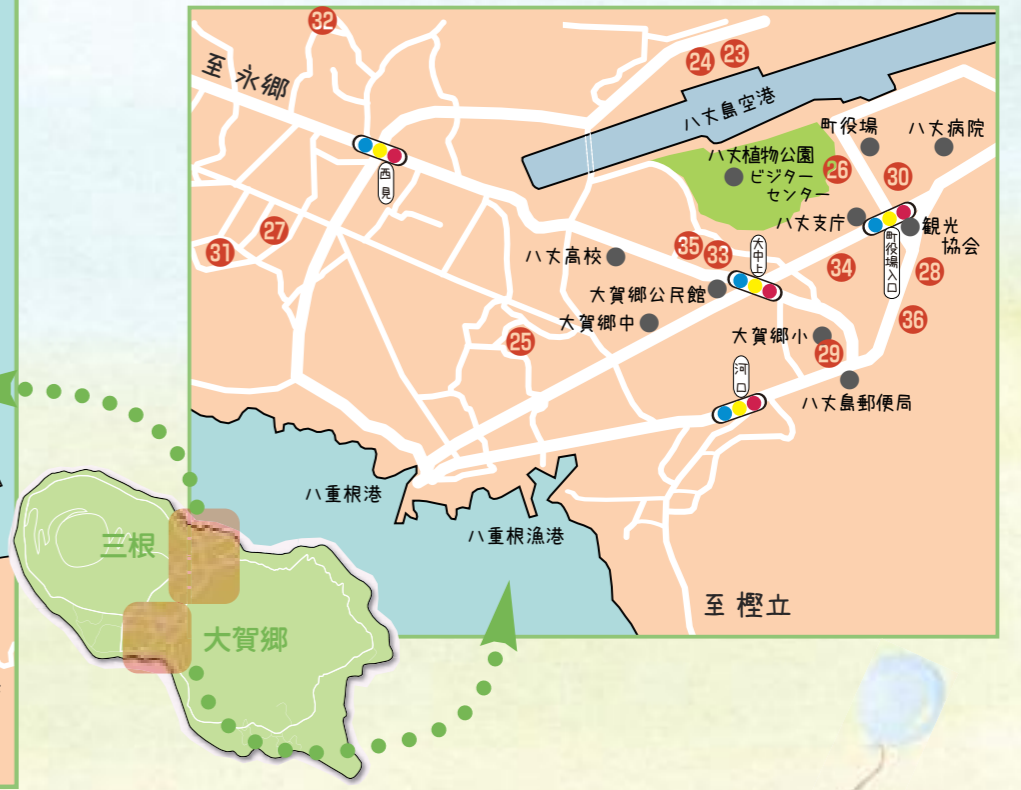 32
至 永郷
24
23
八丈島空港
町役場
八丈病院
八丈植物公園
ビジター
センター
26
30
西見
27
31
八丈支庁
観光
協会
町役場入口
大中上
八丈高校
35
33
34
28
大賀郷公民館
大賀郷中
36
25
大賀郷小
29
河口
八丈島郵便局
八重根港
八重根漁港
至 樫立
三根
大賀郷